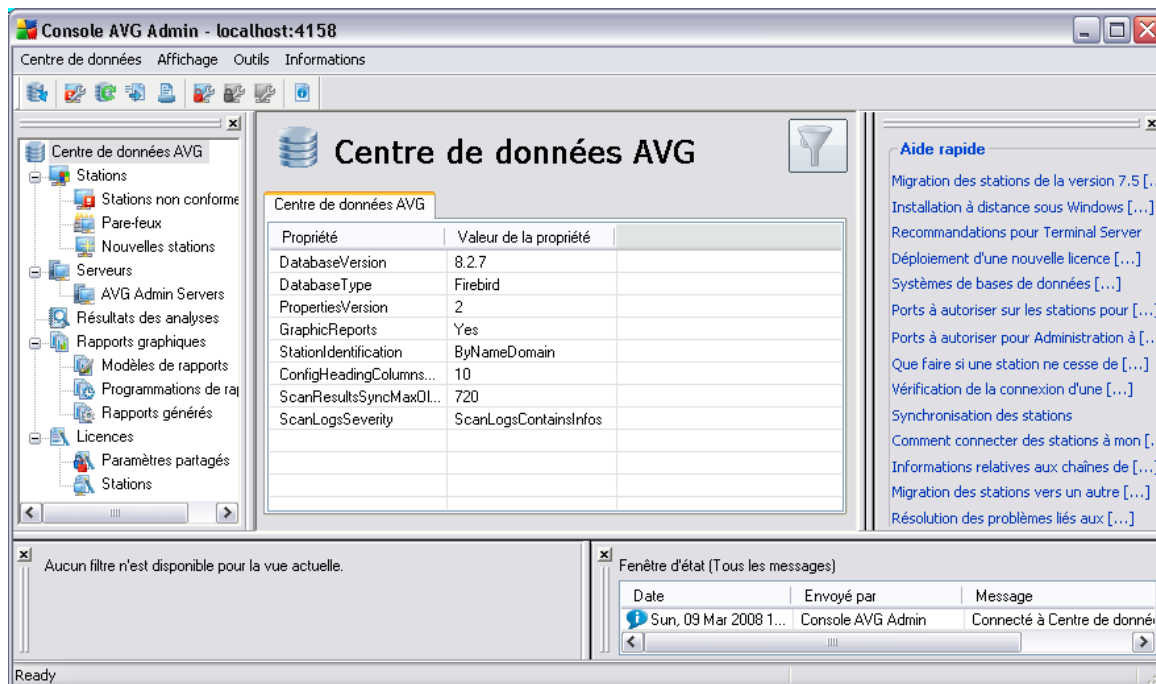 Console AVG Admin - localhost:4158
Centre de données Affichage Outils Informations
Centre de données AVG
Stations
Stations non conforme
Pare-feux
Nouvelles stations
Serveurs
AVG Admin Servers
Résultats des analyses
Rapports graphiques
Modèles de rapports
Programmations de rap
Rapports générés
Licences
Paramètres partagés
Stations
Centre de données AVG
Centre de données AVG
Propriété Valeur de la propriété
DatabaseVersion 8.2.7
DatabaseType Firebird
PropertiesVersion 2
GraphicReports Yes
StationIdentification ByNameDomain
ConfigHeadingColumns... 10
ScanResultsSyncMaxOl... 720
ScanLogsSeverity ScanLogsContainsInfos
Aide rapide
Migration des stations de la version 7.5 [..
Installation à distance sous Windows [...]
Recommandations pour Terminal Server
Déploiement d'une nouvelle licence [...]
Systèmes de bases de données [...]
Ports à autoriser sur les stations pour [...]
Ports à autoriser pour Administration à [..
Que faire si une station ne cesse de [...]
Vérification de la connexion d'une [...]
Synchronisation des stations
Comment connecter des stations à mon [.
Informations relatives aux chaînes de [...]
Migration des stations vers un autre [...]
Résolution des problèmes liés aux [...]
Aucun filtre n'est disponible pour la vue actuelle.
Fenêtre d'état (Tous les messages)
Date Envoyé par Message
Sun, 09 Mar 2008 1... Console AVG Admin Connecté à Centre de donné
Ready